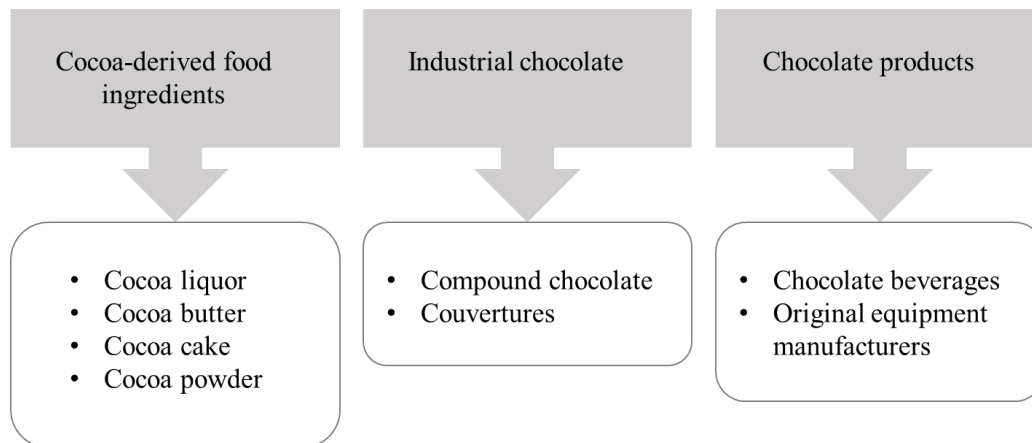 Cocoa-derived food
ingredients
• Cocoa liquor
• Cocoa butter
• Cocoa cake
• Cocoa powder
Industrial chocolate
• Compound chocolate
• Couvertures
Chocolate products
• Chocolate beverages
• Original equipment
manufacturers